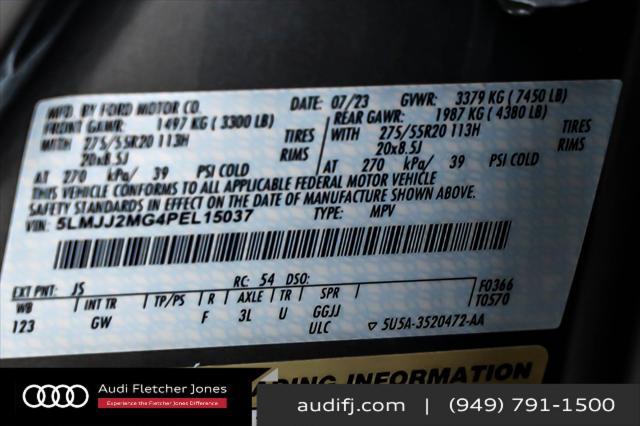 MFD. BY FORD MOTOR CO. DATE: 07/23 GVWR: 3379 KG ( 7450 LB)
FRONT GAWR: 1497 KG ( 3300 LB) REAR GAWR: 1987 KG ( 4380 LB)
WITH 275/55R20 113H TIRES WITH 275/55R20 113H TIRES
20x8.5J RIMS 20x8.5J RIMS
AT 270 kPa/ 39 PSI COLD AT 270 kPa/ 39 PSI COLD
THIS VEHICLE CONFORMS TO ALL APPLICABLE FEDERAL MOTOR VEHICLE
SAFETY STANDARDS IN EFFECT ON THE DATE OF MANUFACTURE SHOWN ABOVE.
VIN: 5LMJJ2MG4PEL15037 TYPE: MPV
EXT PNT: JS RC: 54 DSO: F0366
WB INT TR TP/PS R AXLE TR SPR T0570
123 GW F 3L U GGJJ
ULC 5U5A-3520472-AA
INFORMATION
Audi Fletcher Jones
Experience the Fletcher Jones Difference
audifj.com | (949) 791-1500